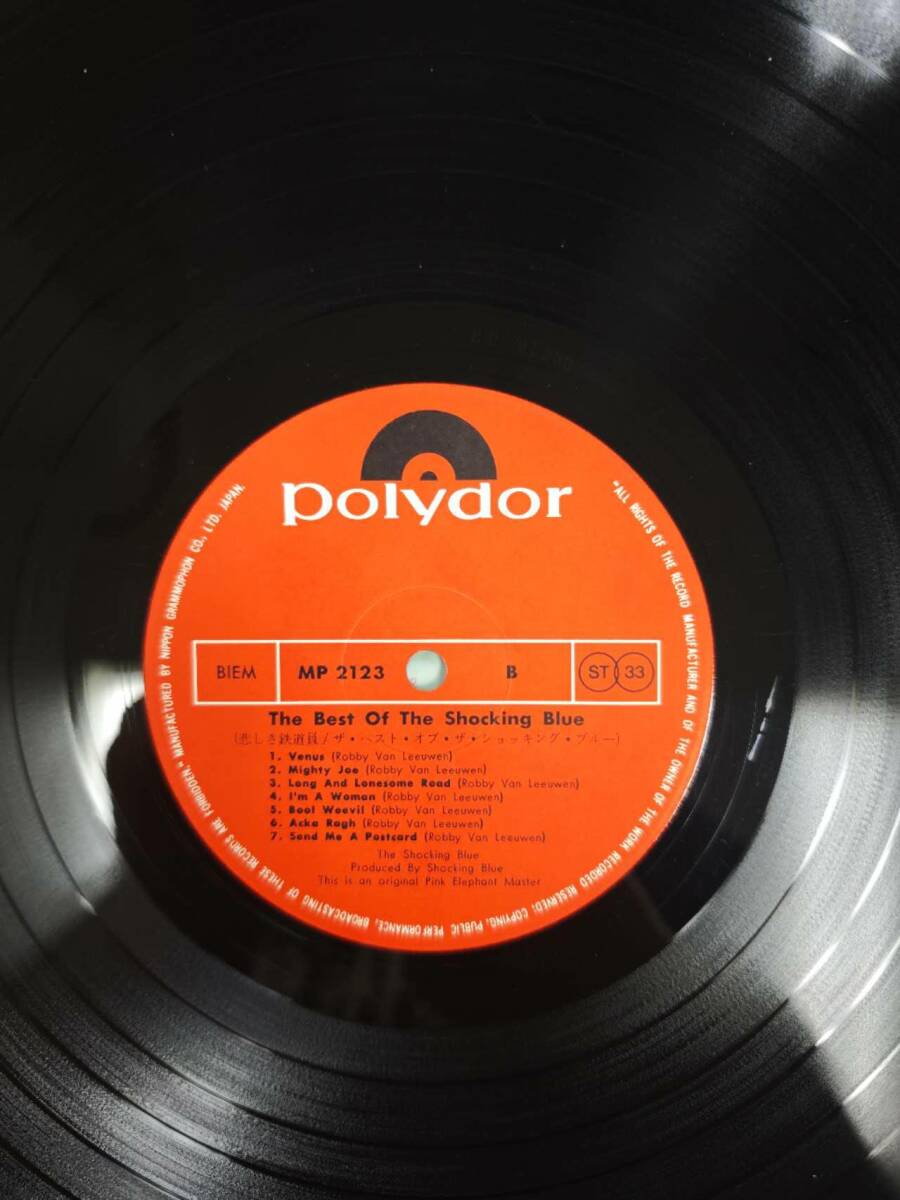 polydor
BIEM MP 2123 B ST 33
The Best Of The Shocking Blue
(悲しき鉄道員/ザ・ベスト・オブ・ザ・ショッキング・ブルー)
1. Venus (Robby Van Leeuwen)
2. Mighty Joe (Robby Van Leeuwen)
3. Long And Lonesome Road (Robby Van Leeuwen)
4. I'm A Woman (Robby Van Leeuwen)
5. Bool Weevil (Robby Van Leeuwen)
6. Acka Ragh (Robby Van Leeuwen)
7. Send Me A Postcard (Robby Van Leeuwen)
The Shocking Blue
Produced By Shocking Blue
This is an original Pink Elephant Master
"ALL RIGHTS OF THE RECORD MANUFACTURER AND OF THE OWNER OF THE WORK RECORDED RESERVED; COPYING, PUBLIC PERFORMANCE, BROADCASTING OF THESE RECORDS ARE FORBIDDEN." MANUFACTURED BY NIPPON GRAMMOPHON CO., LTD. JAPAN.